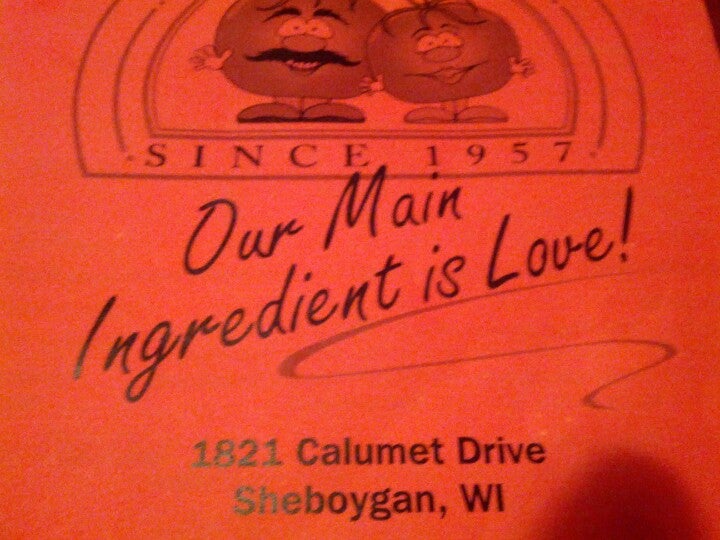 SINCE 1957
Our Main
Ingredient is Love!
1821 Calumet Drive
Sheboygan, WI